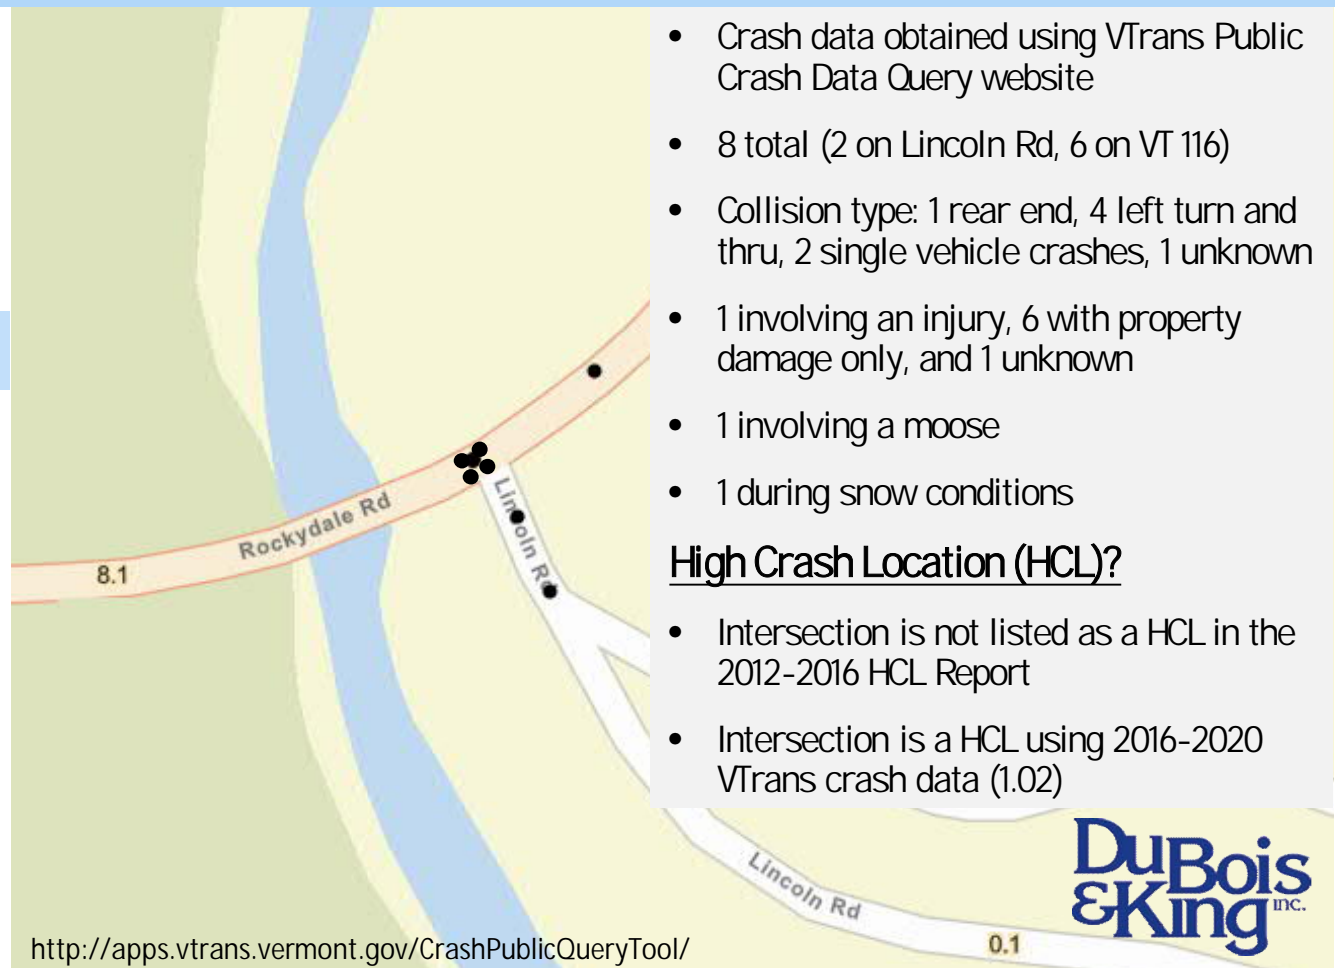 • Crash data obtained using VTrans Public
Crash Data Query website
• 8 total (2 on Lincoln Rd, 6 on VT 116)
• Collision type: 1 rear end, 4 left turn and
thru, 2 single vehicle crashes, 1 unknown
• 1 involving an injury, 6 with property
damage only, and 1 unknown
• 1 involving a moose
• 1 during snow conditions
High Crash Location (HCL)?
• Intersection is not listed as a HCL in the
2012-2016 HCL Report
• Intersection is a HCL using 2016-2020
VTrans crash data (1.02)
Rockydale Rd
8.1
Lincoln Rd
Lincoln Rd
0.1
DuBois
&King inc.
http://apps.vtrans.vermont.gov/CrashPublicQueryTool/